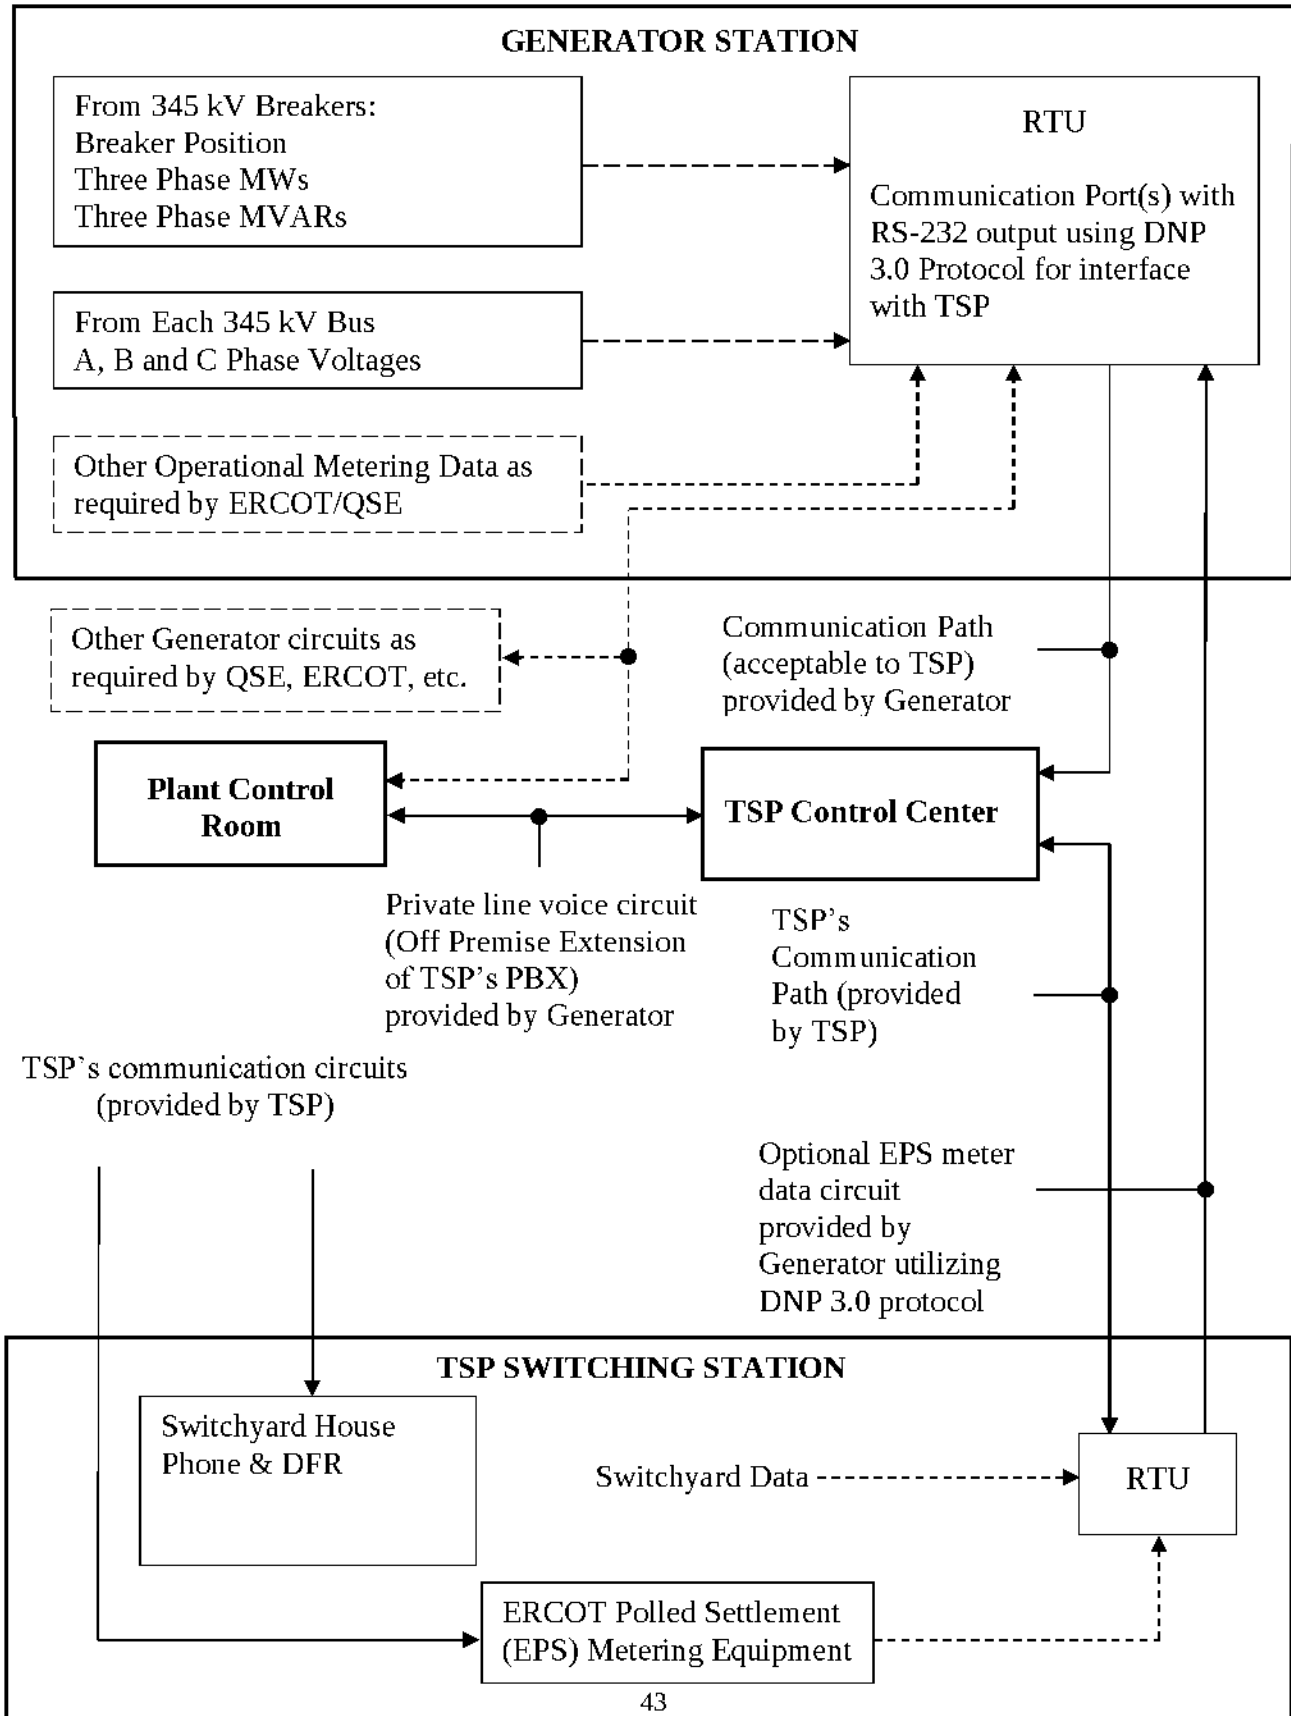 GENERATOR STATION
From 345 kV Breakers:
Breaker Position
Three Phase MWs
Three Phase MVARs
RTU
Communication Port(s) with
RS-232 output using DNP
3.0 Protocol for interface
with TSP
From Each 345 kV Bus
A, B and C Phase Voltages
Other Operational Metering Data as
required by ERCOT/QSE
Other Generator circuits as
required by QSE, ERCOT, etc.
Communication Path
(acceptable to TSP)
provided by Generator
Plant Control
Room
TSP Control Center
Private line voice circuit
(Off Premise Extension
of TSP’s PBX)
provided by Generator
TSP’s
Communication
Path (provided
by TSP)
TSP’s communication circuits
(provided by TSP)
Optional EPS meter
data circuit
provided by
Generator utilizing
DNP 3.0 protocol
TSP SWITCHING STATION
Switchyard House
Phone & DFR
Switchyard Data
RTU
ERCOT Polled Settlement
(EPS) Metering Equipment
43